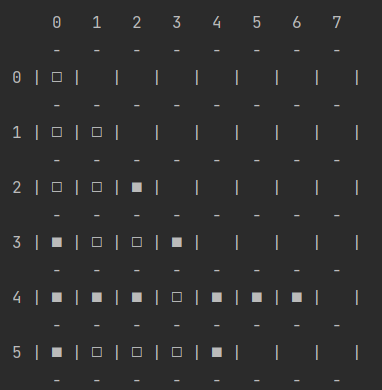 0 1 2 3 4 5 6 7
- - - - - - - -
0 | □ | | | | | | | |
- - - - - - - -
1 | □ | □ | | | | | | |
- - - - - - - -
2 | □ | □ | ■ | | | | | |
- - - - - - - -
3 | ■ | □ | □ | ■ | | | | |
- - - - - - - -
4 | ■ | ■ | ■ | □ | ■ | ■ | ■ | |
- - - - - - - -
5 | ■ | □ | □ | □ | ■ | | | |
- - - - - - - -